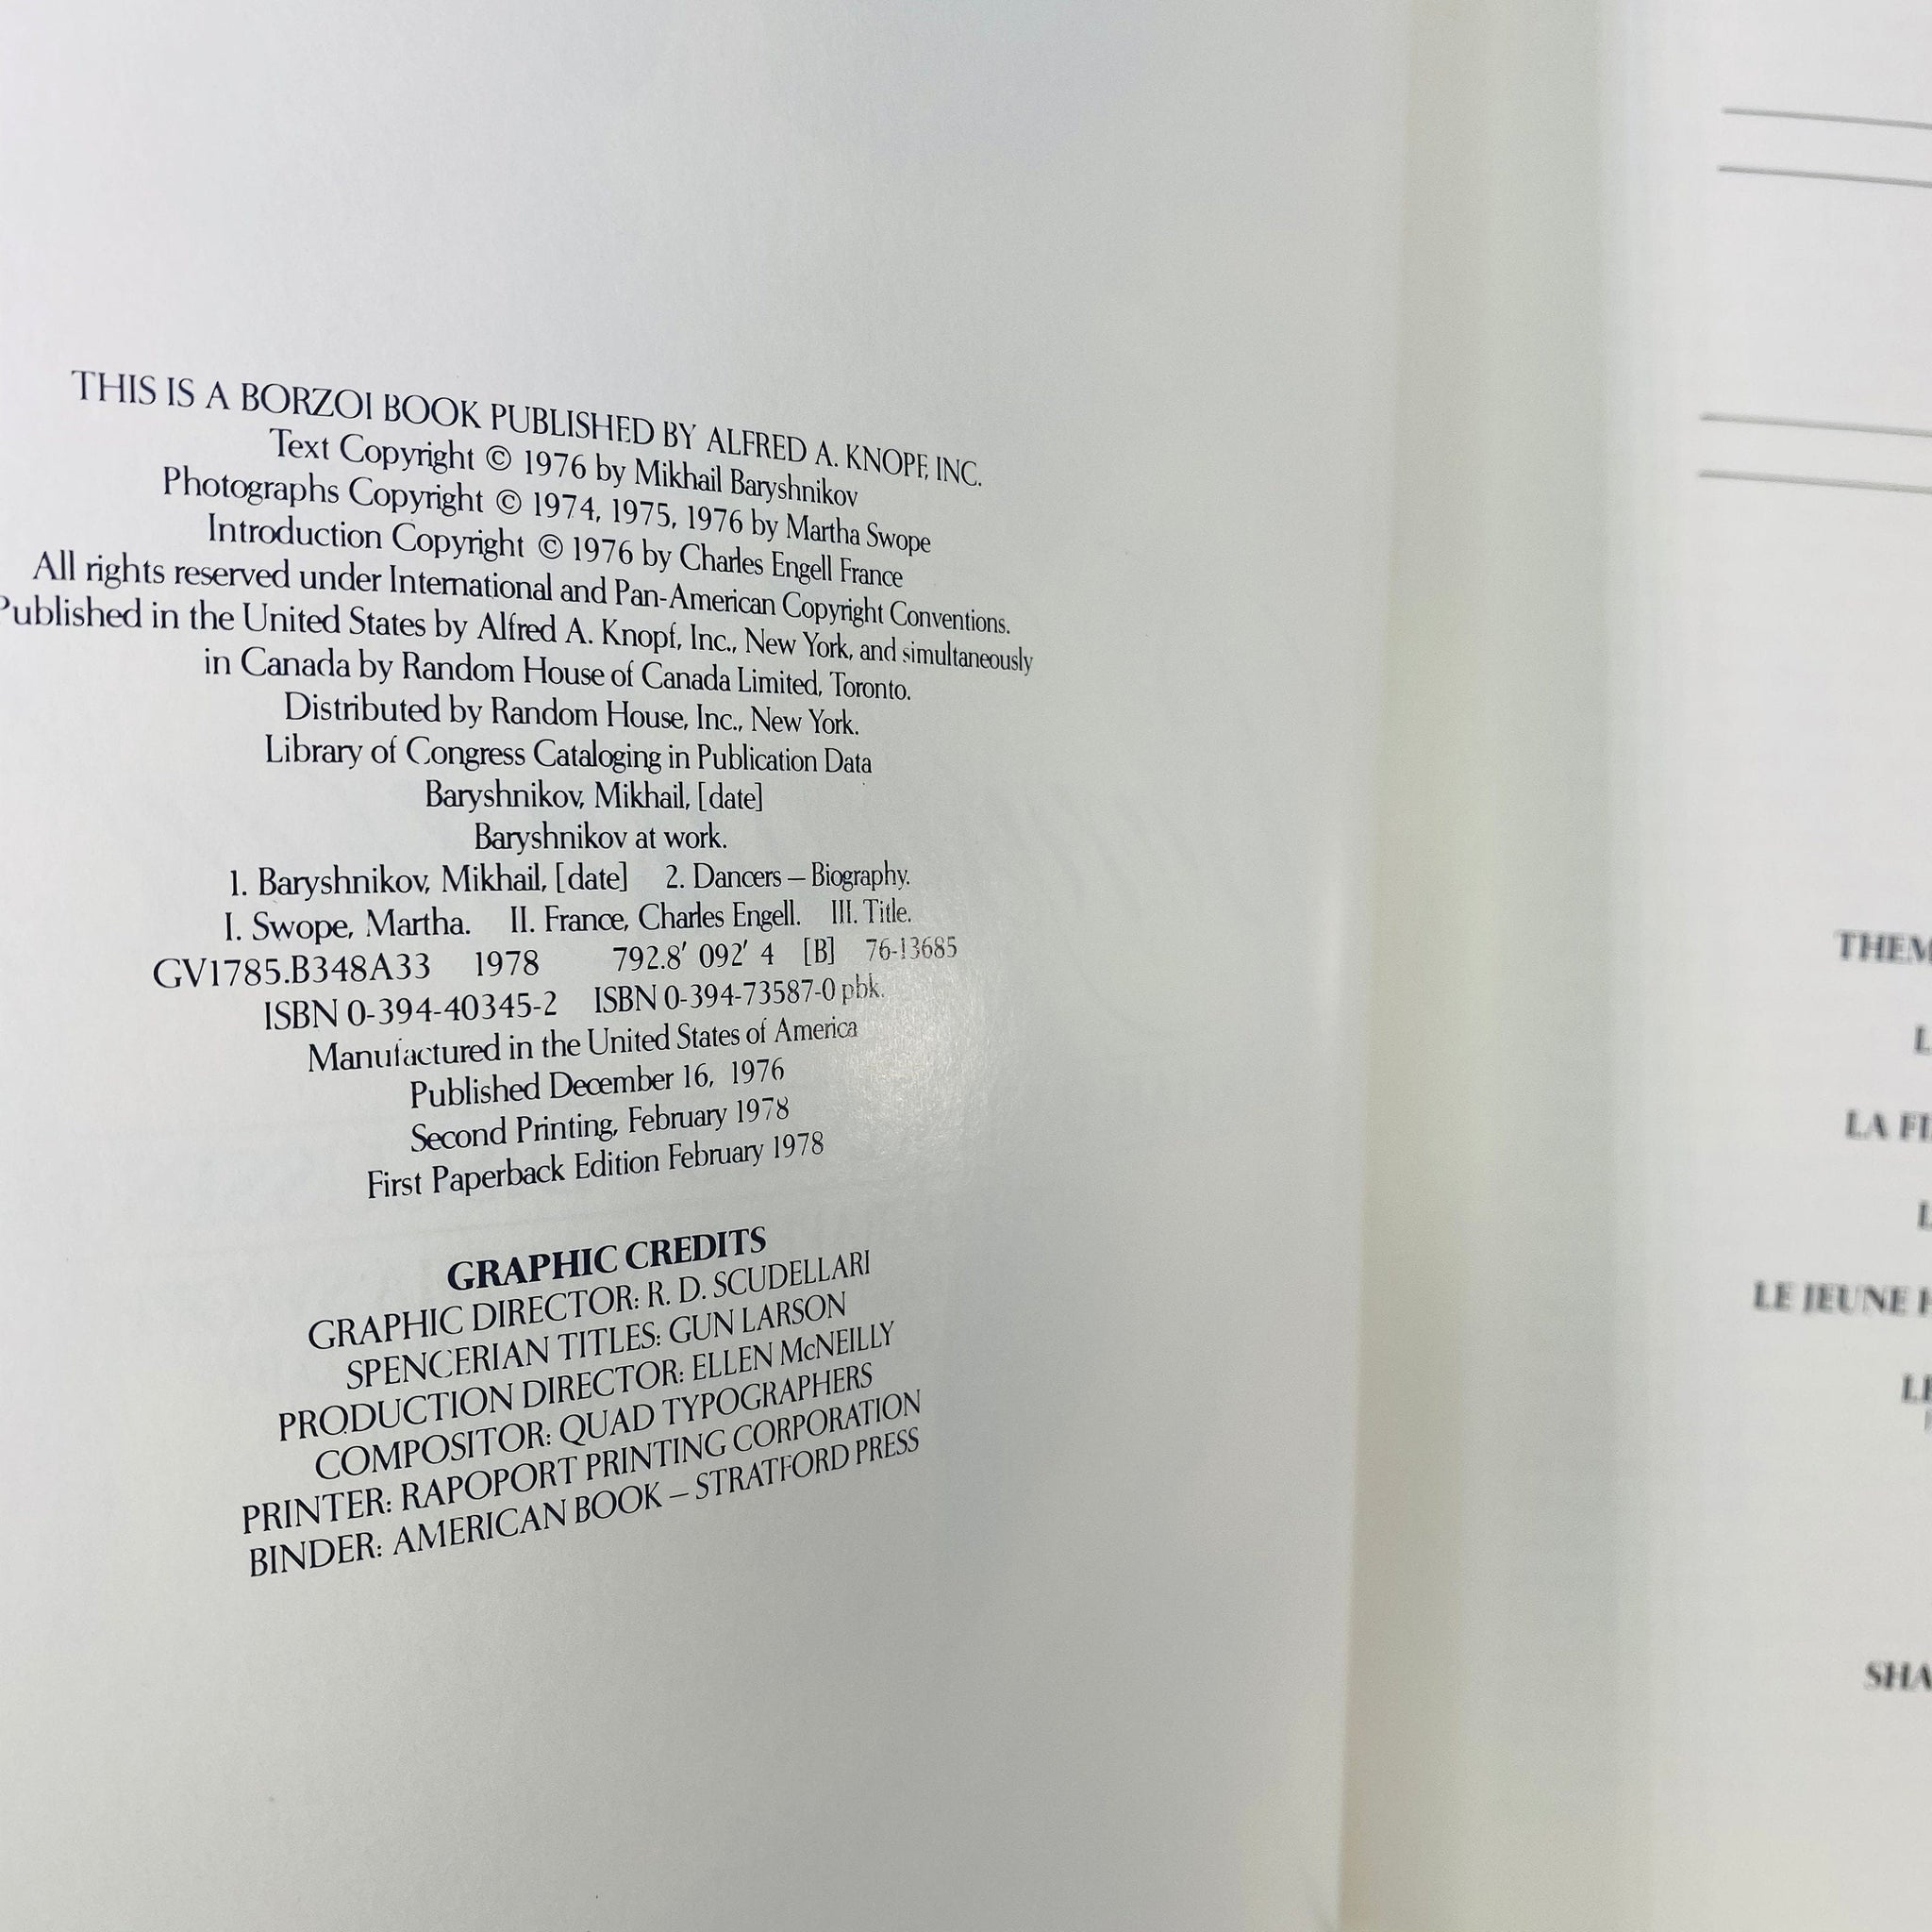 THIS IS A BORZOI BOOK PUBLISHED BY ALFRED A. KNOPF, INC.
Text Copyright © 1976 by Mikhail Baryshnikov
Photographs Copyright © 1974, 1975, 1976 by Martha Swope
Introduction Copyright © 1976 by Charles Engell France
All rights reserved under International and Pan-American Copyright Conventions.
Published in the United States by Alfred A. Knopf, Inc., New York, and simultaneously
in Canada by Random House of Canada Limited, Toronto.
Distributed by Random House, Inc., New York.
Library of Congress Cataloging in Publication Data
Baryshnikov, Mikhail, [date]
Baryshnikov at work.
1. Baryshnikov, Mikhail, [date] 2. Dancers – Biography.
I. Swope, Martha. II. France, Charles Engell. III. Title.
GV1785.B348A33 1978 792.8′ 092′ 4 [B] 76-13685
ISBN 0-394-40345-2 ISBN 0-394-73587-0 pbk.
Manufactured in the United States of America
Published December 16, 1976
Second Printing, February 1978
First Paperback Edition February 1978
GRAPHIC CREDITS
GRAPHIC DIRECTOR: R. D. SCUDELLARI
SPENCERIAN TITLES: GUN LARSON
PRODUCTION DIRECTOR: ELLEN McNEILLY
COMPOSITOR: QUAD TYPOGRAPHERS
PRINTER: RAPOPORT PRINTING CORPORATION
BINDER: AMERICAN BOOK – STRATFORD PRESS
THEM
L
LA FI
L
LE JEUNE H
LE
SHA